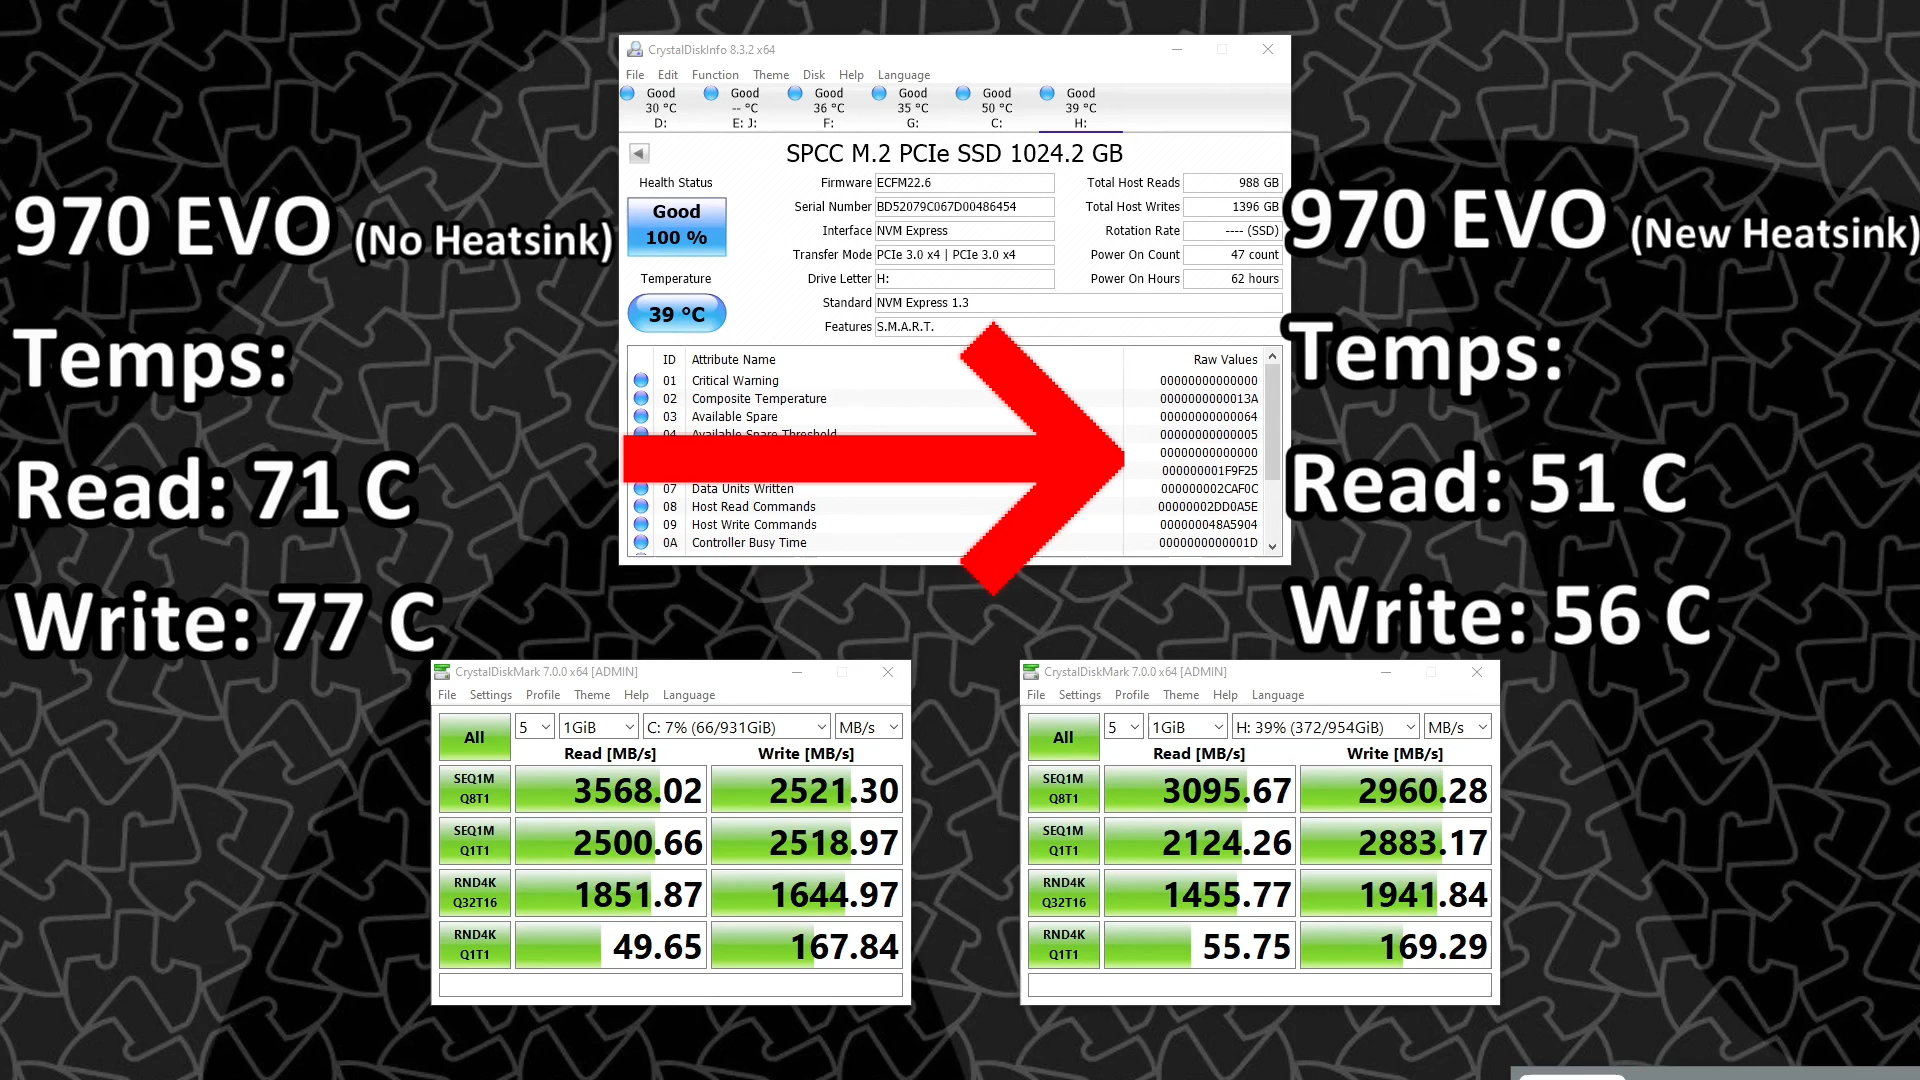 970 EVO (No Heatsink)
Temps:
Read: 71 C
Write: 77 C
CrystalDiskInfo 8.3.2 x64
File Edit Function Theme Disk Help Language
Good Good Good Good Good Good
30 °C -- °C 36 °C 35 °C 50 °C 39 °C
D: E: J: F: G: C: H:
SPCC M.2 PCIe SSD 1024.2 GB
Health Status
Good
100 %
Temperature
39 °C
Firmware ECFM22.6
Serial Number BD52079C067D00486454
Interface NVM Express
Transfer Mode PCIe 3.0 x4 | PCIe 3.0 x4
Drive Letter H:
Standard NVM Express 1.3
Features S.M.A.R.T.
Total Host Reads 988 GB
Total Host Writes 1396 GB
Rotation Rate ---- (SSD)
Power On Count 47 count
Power On Hours 62 hours
ID Attribute Name Raw Values
01 Critical Warning 00000000000000
02 Composite Temperature 0000000000013A
03 Available Spare 00000000000064
04 Available Spare Threshold 00000000000005
00000000000000
000000001F9F25
07 Data Units Written 000000002CAF0C
08 Host Read Commands 00000002DD0A5E
09 Host Write Commands 000000048A5904
0A Controller Busy Time 0000000000001D
970 EVO (New Heatsink)
Temps:
Read: 51 C
Write: 56 C
CrystalDiskMark 7.0.0 x64 [ADMIN]
File Settings Profile Theme Help Language
All 5 1GiB C: 7% (66/931GiB) MB/s
Read [MB/s] Write [MB/s]
SEQ1M Q8T1 3568.02 2521.30
SEQ1M Q1T1 2500.66 2518.97
RND4K Q32T16 1851.87 1644.97
RND4K Q1T1 49.65 167.84
CrystalDiskMark 7.0.0 x64 [ADMIN]
File Settings Profile Theme Help Language
All 5 1GiB H: 39% (372/954GiB) MB/s
Read [MB/s] Write [MB/s]
SEQ1M Q8T1 3095.67 2960.28
SEQ1M Q1T1 2124.26 2883.17
RND4K Q32T16 1455.77 1941.84
RND4K Q1T1 55.75 169.29